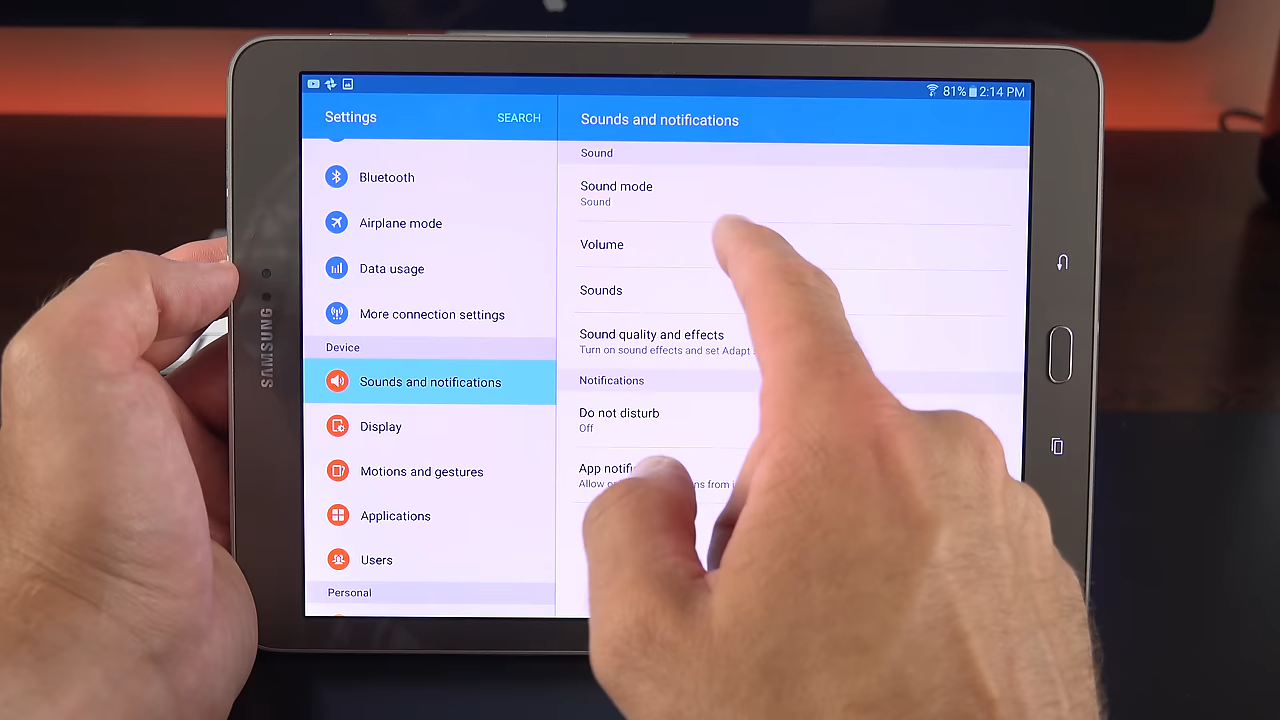 81% 2:14 PM
Settings
SEARCH
Bluetooth
Airplane mode
Data usage
More connection settings
Device
Sounds and notifications
Display
Motions and gestures
Applications
Users
Personal
Sounds and notifications
Sound
Sound mode
Sound
Volume
Sounds
Sound quality and effects
Turn on sound effects and set Adapt
Notifications
Do not disturb
Off
App notif
Allow ns from
SAMSUNG